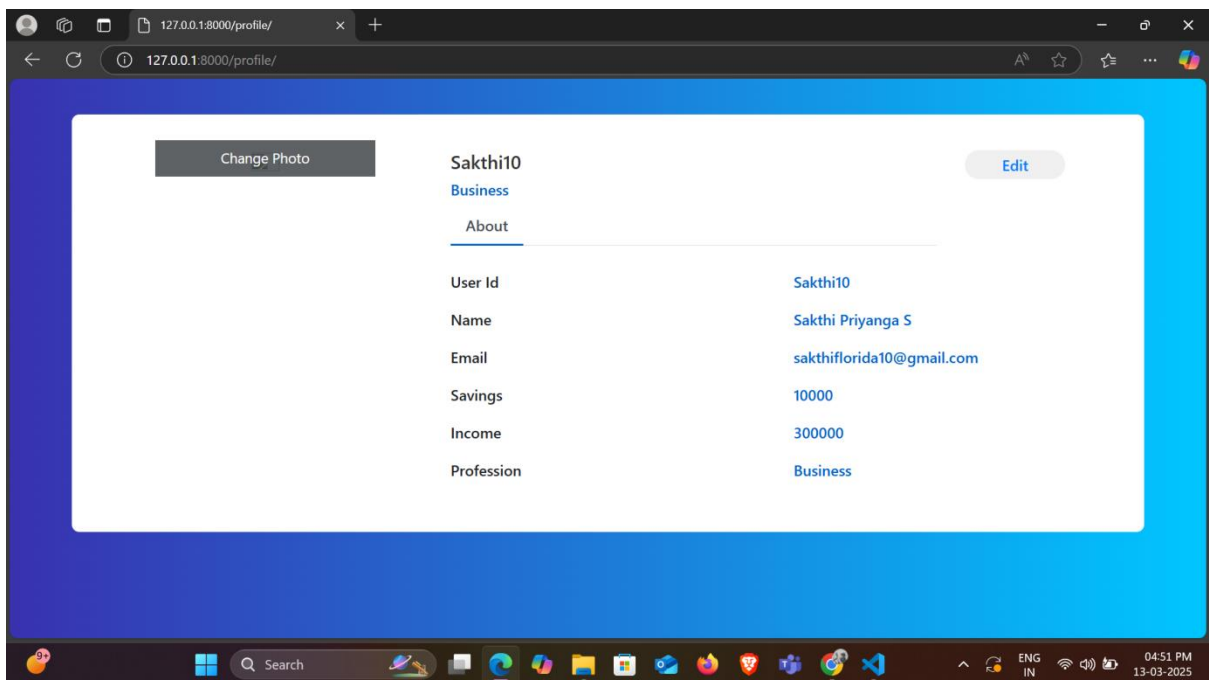 127.0.0.1:8000/profile/
127.0.0.1:8000/profile/
Change Photo
Sakthi10
Edit
Business
About
User Id Sakthi10
Name Sakthi Priyanga S
Email sakthiflorida10@gmail.com
Savings 10000
Income 300000
Profession Business
9+
Search
ENG
IN
04:51 PM
13-03-2025